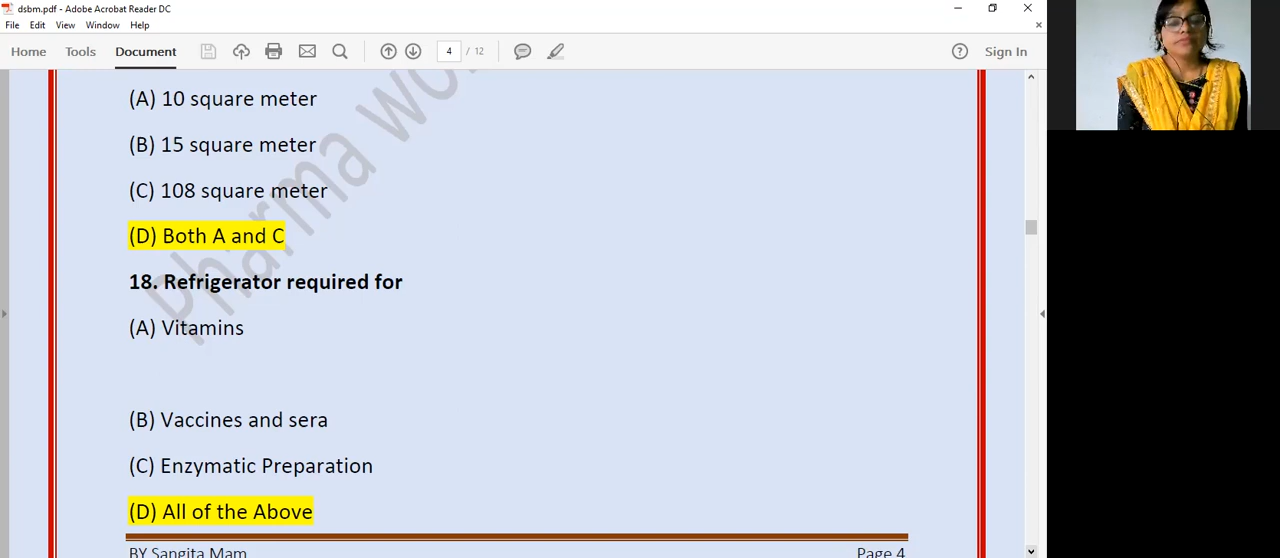 dsbm.pdf - Adobe Acrobat Reader DC
File Edit View Window Help
Home Tools Document 4 / 12 Sign In
(A) 10 square meter
(B) 15 square meter
(C) 108 square meter
(D) Both A and C
18. Refrigerator required for
(A) Vitamins
(B) Vaccines and sera
(C) Enzymatic Preparation
(D) All of the Above
BY Sangita Mam Page 4
Pharma